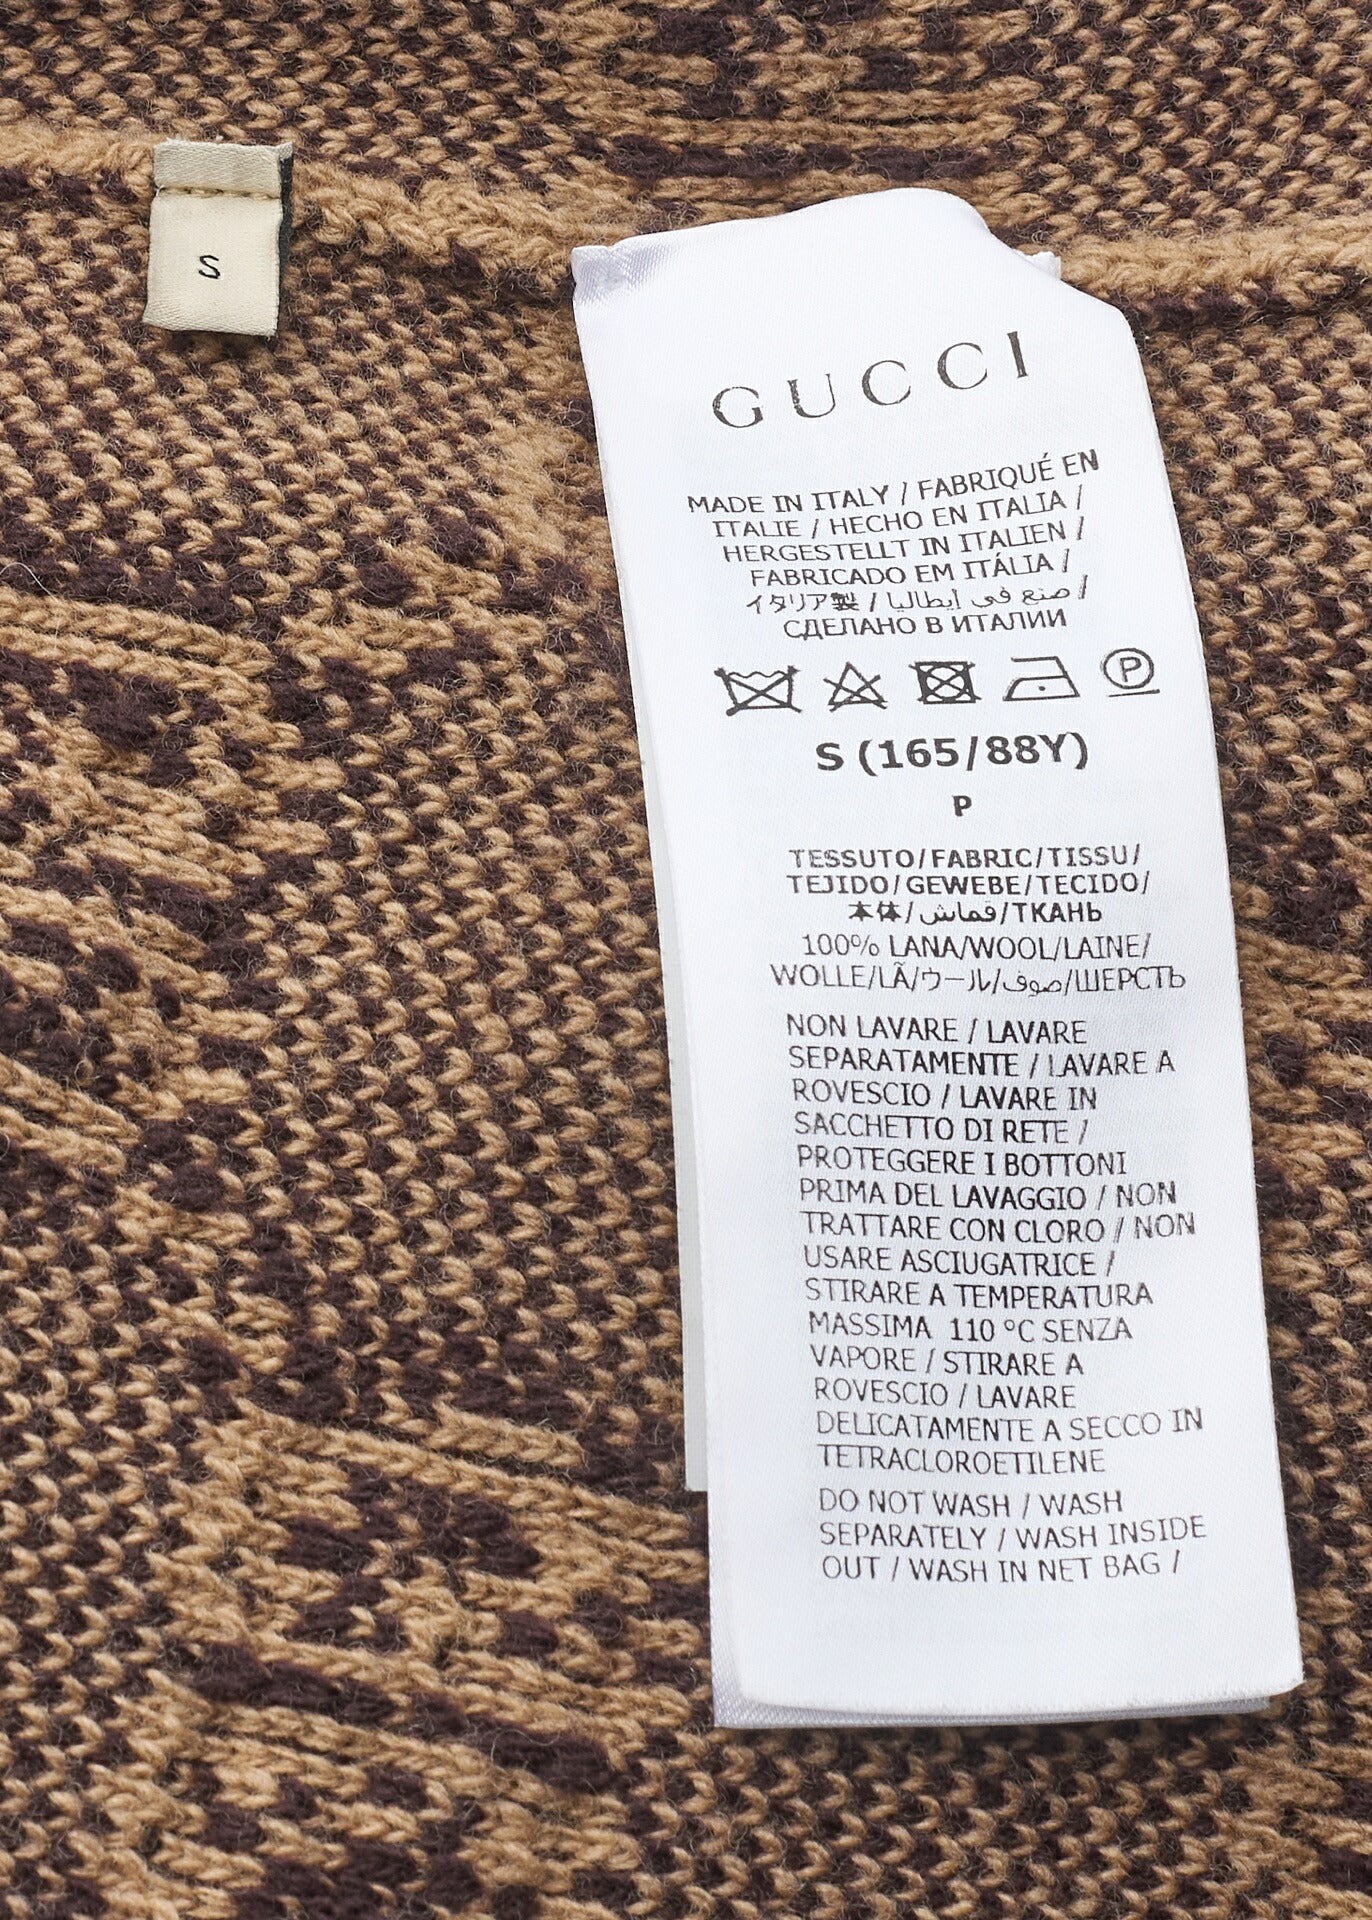 S
GUCCI
MADE IN ITALY / FABRIQUÉ EN
ITALIE / HECHO EN ITALIA /
HERGESTELLT IN ITALIEN /
FABRICADO EM ITÁLIA /
イタリア製 / صنع في إيطاليا /
СДЕЛАНО В ИТАЛИИ
P
S (165/88Y)
P
TESSUTO/FABRIC/TISSU/
TEJIDO/GEWEBE/TECIDO/
本体/قماش/ТКАНЬ
100% LANA/WOOL/LAINE/
WOLLE/LÃ/ウール/صوف/ШЕРСТЬ
NON LAVARE / LAVARE
SEPARATAMENTE / LAVARE A
ROVESCIO / LAVARE IN
SACCHETTO DI RETE /
PROTEGGERE I BOTTONI
PRIMA DEL LAVAGGIO / NON
TRATTARE CON CLORO / NON
USARE ASCIUGATRICE /
STIRARE A TEMPERATURA
MASSIMA 110 °C SENZA
VAPORE / STIRARE A
ROVESCIO / LAVARE
DELICATAMENTE A SECCO IN
TETRACLOROETILENE
DO NOT WASH / WASH
SEPARATELY / WASH INSIDE
OUT / WASH IN NET BAG /